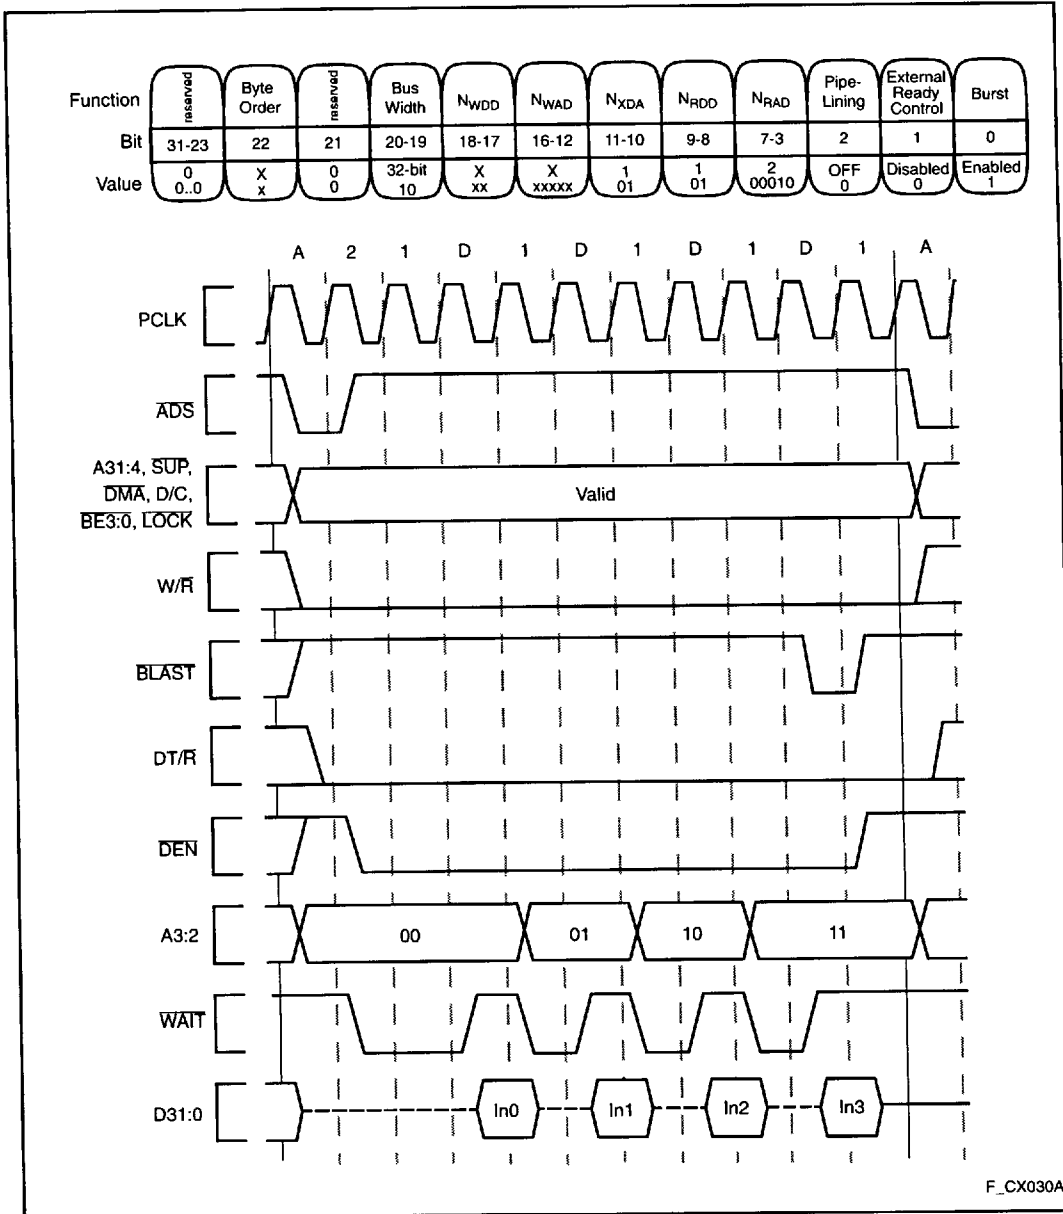 Function reserved Byte Order reserved Bus Width NWDD NWAD NXDA NRDD NRAD Pipe-Lining External Ready Control Burst
Bit 31-23 22 21 20-19 18-17 16-12 11-10 9-8 7-3 2 1 0
Value 0 X 0 32-bit X X 1 1 2 OFF Disabled Enabled
0..0 x 0 10 xx xxxxx 01 01 00010 0 0 1
A 2 1 D 1 D 1 D 1 D 1 A
PCLK
ADS
A31:4, SUP,
DMA, D/C,
BE3:0, LOCK
Valid
W/R
BLAST
DT/R
DEN
A3:2 00 01 10 11
WAIT
D31:0 In0 In1 In2 In3
F_CX030A